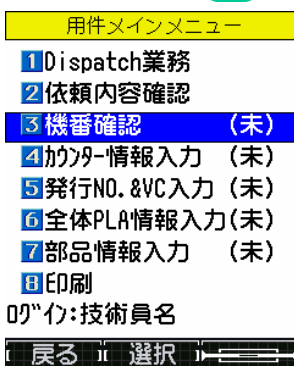 用件メインメニュー
1Dispatch業務
2依頼内容確認
3機番確認 (未)
4ｶｳﾝﾀｰ情報入力 (未)
5発行NO.&VC入力 (未)
6全体PLA情報入力(未)
7部品情報入力 (未)
8印刷
ﾛｸﾞｲﾝ:技術員名
戻る 選択